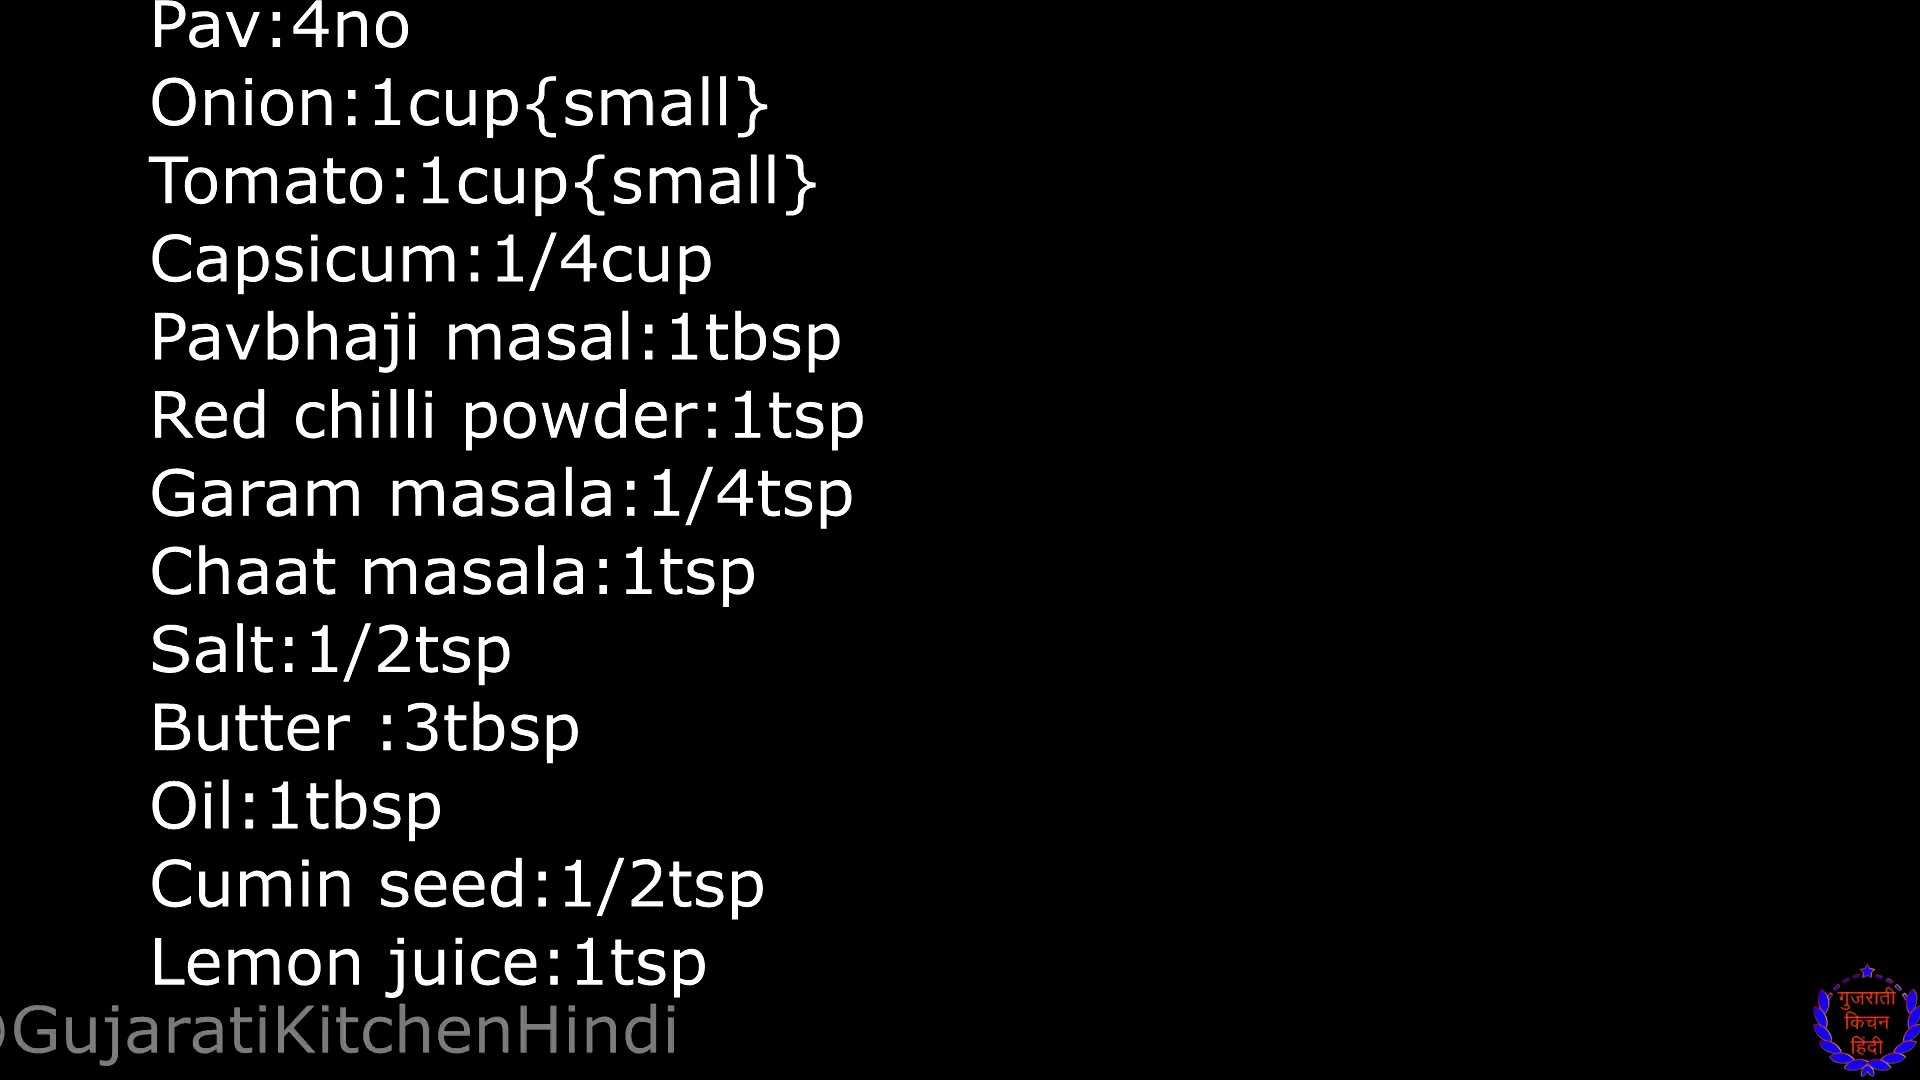 Pav:4no
Onion:1cup{small}
Tomato:1cup{small}
Capsicum:1/4cup
Pavbhaji masal:1tbsp
Red chilli powder:1tsp
Garam masala:1/4tsp
Chaat masala:1tsp
Salt:1/2tsp
Butter :3tbsp
Oil:1tbsp
Cumin seed:1/2tsp
Lemon juice:1tsp
@GujaratiKitchenHindi
गुजराती
किचन
हिंदी